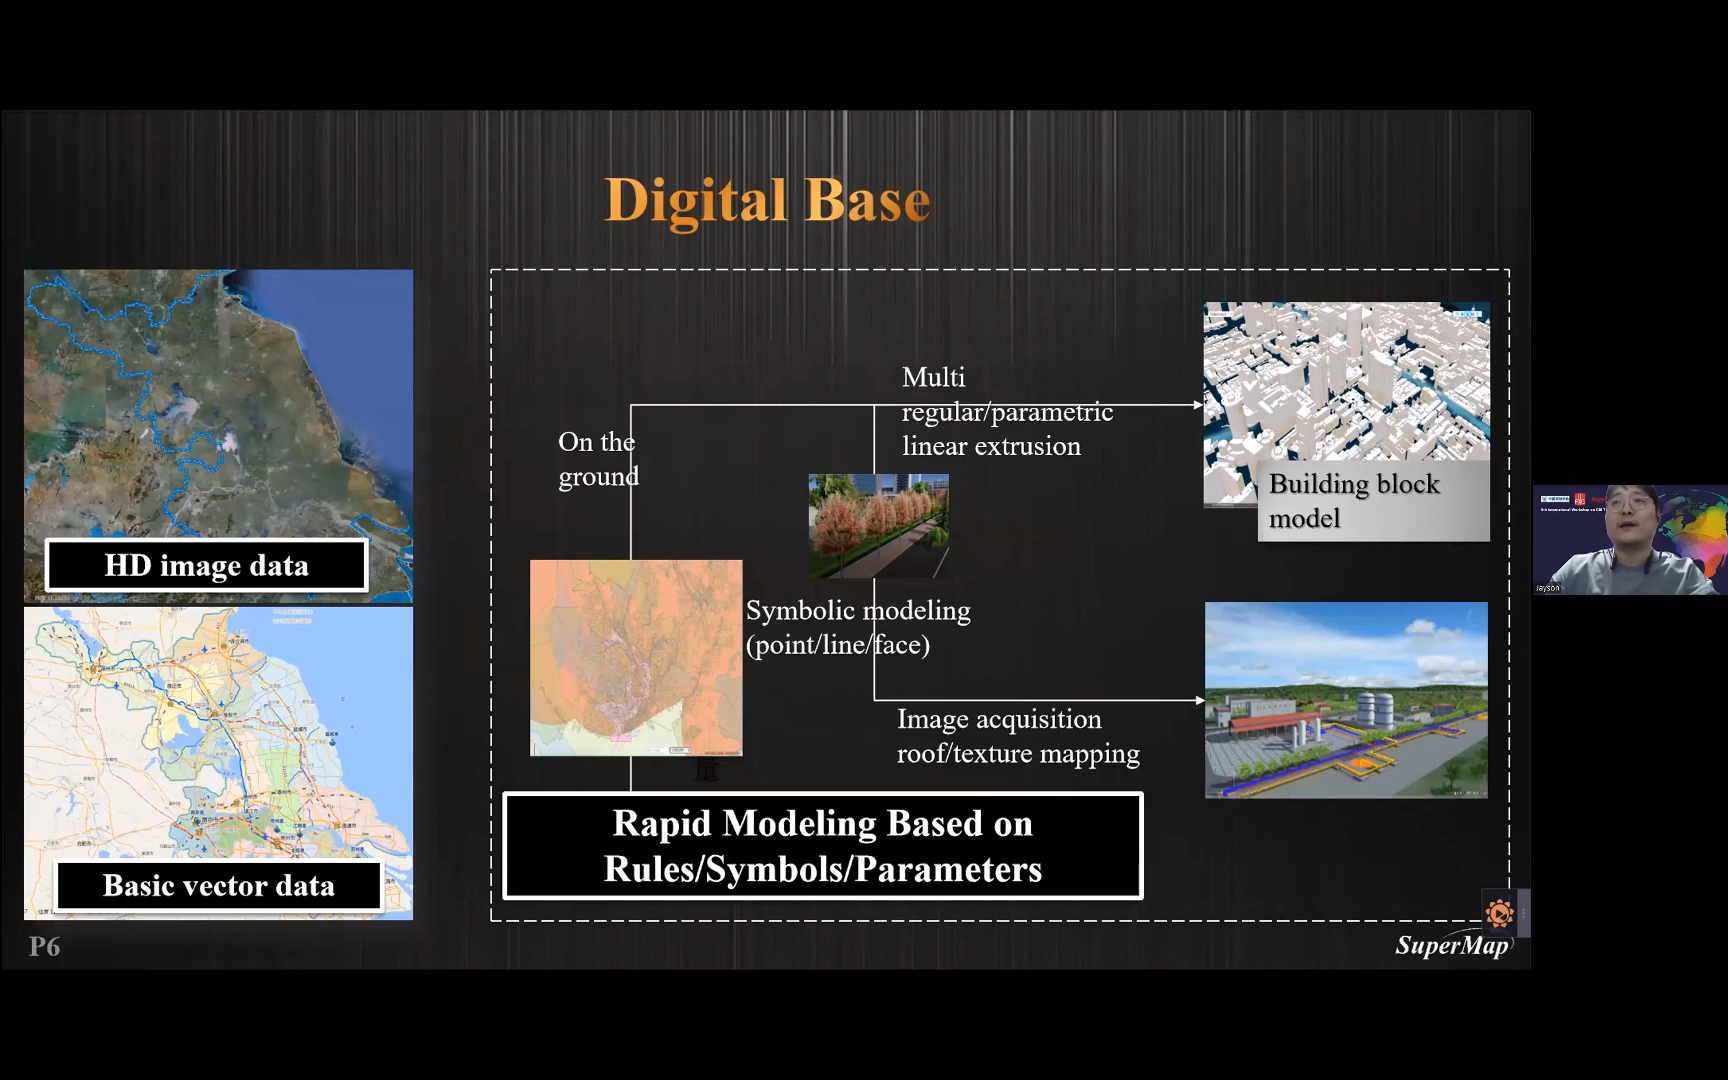 Digital Base
HD image data
Basic vector data
On the
ground
Multi
regular/parametric
linear extrusion
Building block
model
Symbolic modeling
(point/line/face)
Image acquisition
roof/texture mapping
量
Rapid Modeling Based on
Rules/Symbols/Parameters
P6
SuperMap
Jayson